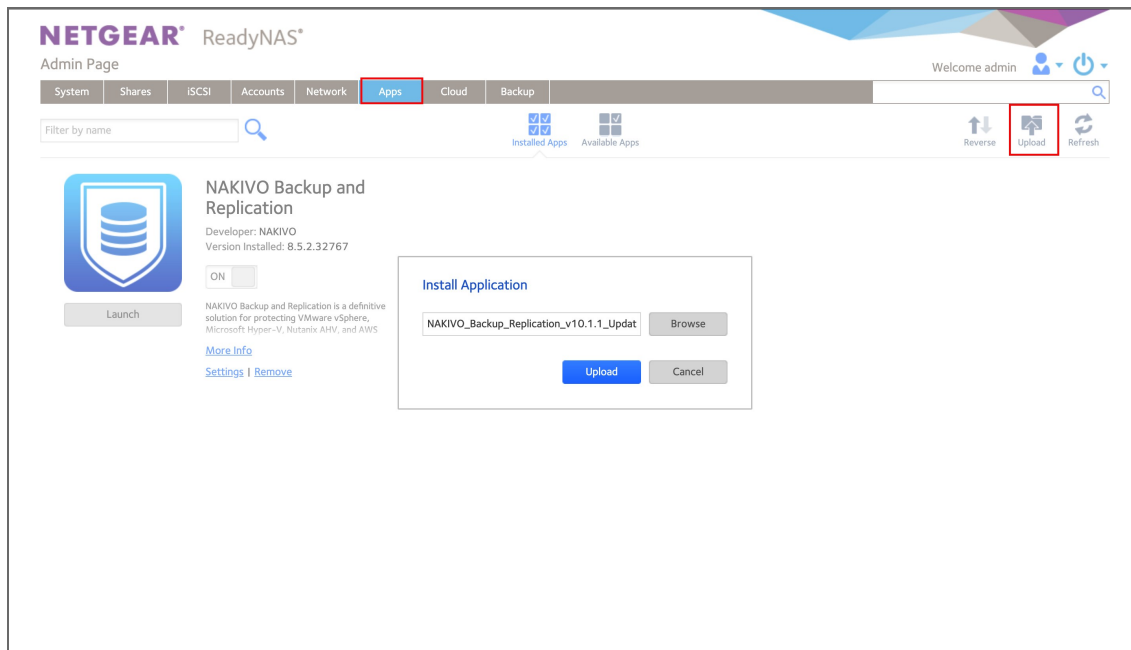 NETGEAR® ReadyNAS®
Admin Page
Welcome admin
System Shares iSCSI Accounts Network Apps Cloud Backup
Filter by name
Installed Apps Available Apps
Reverse Upload Refresh
NAKIVO Backup and
Replication
Developer: NAKIVO
Version Installed: 8.5.2.32767
ON
Launch
NAKIVO Backup and Replication is a definitive
solution for protecting VMware vSphere,
Microsoft Hyper-V, Nutanix AHV, and AWS
More Info
Settings | Remove
Install Application
NAKIVO_Backup_Replication_v10.1.1_Updat Browse
Upload Cancel